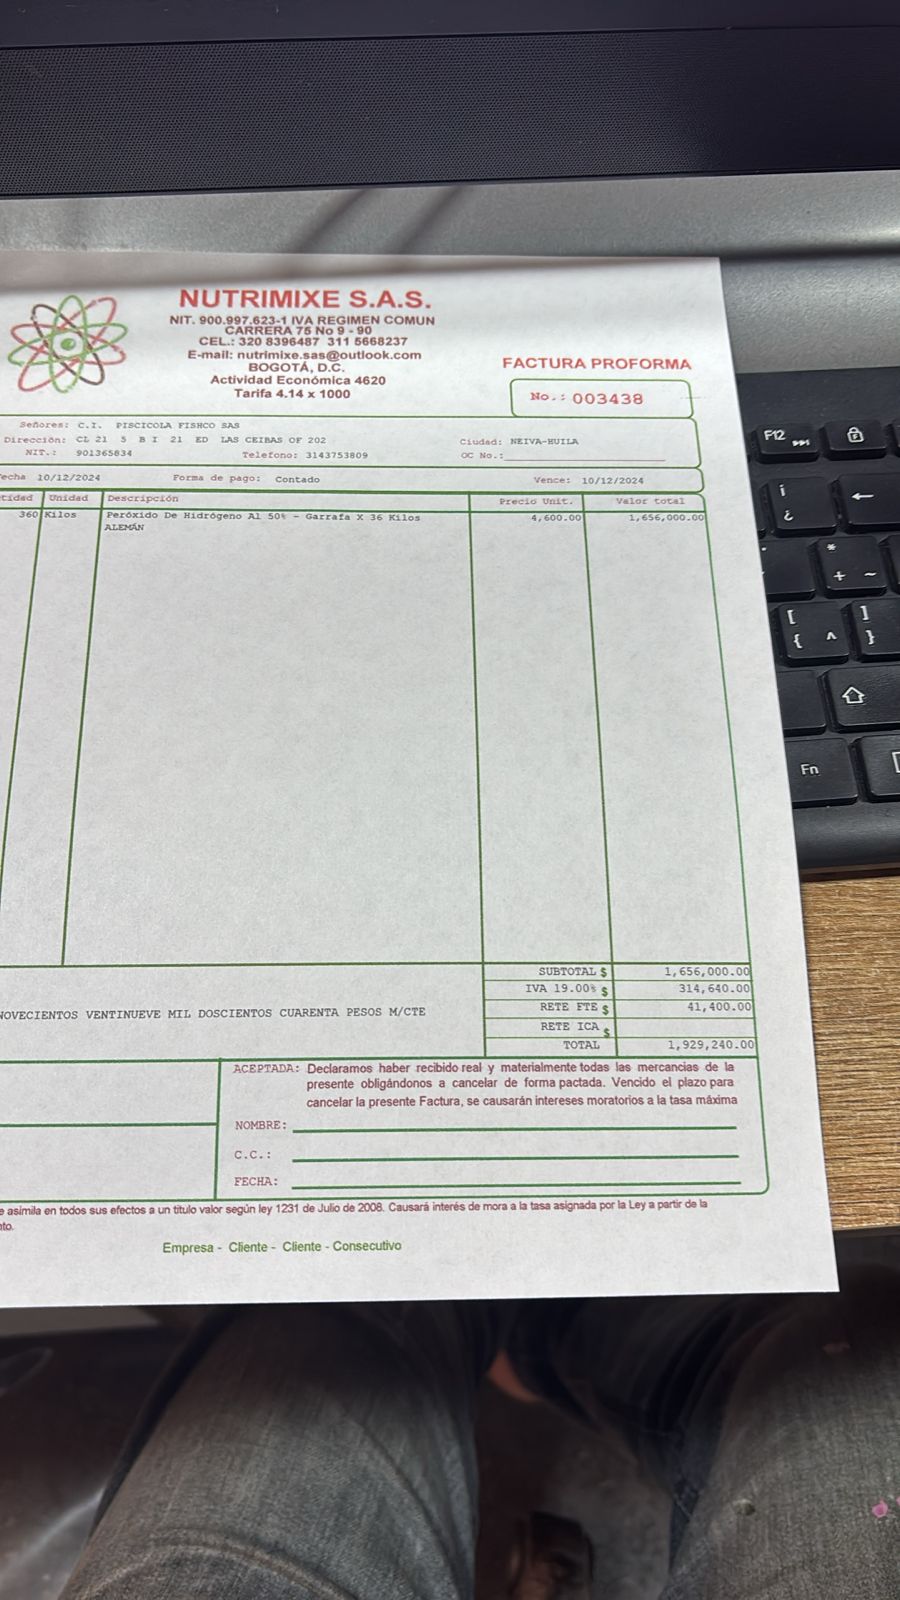 NUTRIMIXE S.A.S.
NIT. 900.997.623-1 IVA REGIMEN COMUN
CARRERA 75 No 9 - 90
CEL.: 320 8396487 311 5668237
E-mail: nutrimixe.sas@outlook.com
BOGOTÁ, D.C.
Actividad Económica 4620
Tarifa 4.14 x 1000
FACTURA PROFORMA
No.: 003438
Señores: C.I. PISCICOLA FISHCO SAS
Dirección: CL 21 5 B I 21 ED LAS CEIBAS OF 202 Ciudad: NEIVA-HUILA
NIT.: 901365834 Telefono: 3143753809 OC No.:
echa 10/12/2024 Forma de pago: Contado Vence: 10/12/2024
tidad Unidad Descripción Precio Unit. Valor total
360 Kilos Peróxido De Hidrógeno Al 50% - Garrafa X 36 Kilos 4,600.00 1,656,000.00
ALEMÁN
SUBTOTAL $ 1,656,000.00
IVA 19.00% $ 314,640.00
NOVECIENTOS VENTINUEVE MIL DOSCIENTOS CUARENTA PESOS M/CTE RETE FTE $ 41,400.00
RETE ICA $
TOTAL 1,929,240.00
ACEPTADA: Declaramos haber recibido real y materialmente todas las mercancias de la
presente obligándonos a cancelar de forma pactada. Vencido el plazo para
cancelar la presente Factura, se causarán intereses moratorios a la tasa máxima
NOMBRE:
C.C.:
FECHA:
e asimila en todos sus efectos a un titulo valor según ley 1231 de Julio de 2008. Causará interés de mora a la tasa asignada por la Ley a partir de la
nto.
Empresa - Cliente - Cliente - Consecutivo
F12
¡
¿
*
+ ~
[
{ ^
]
}
Fn